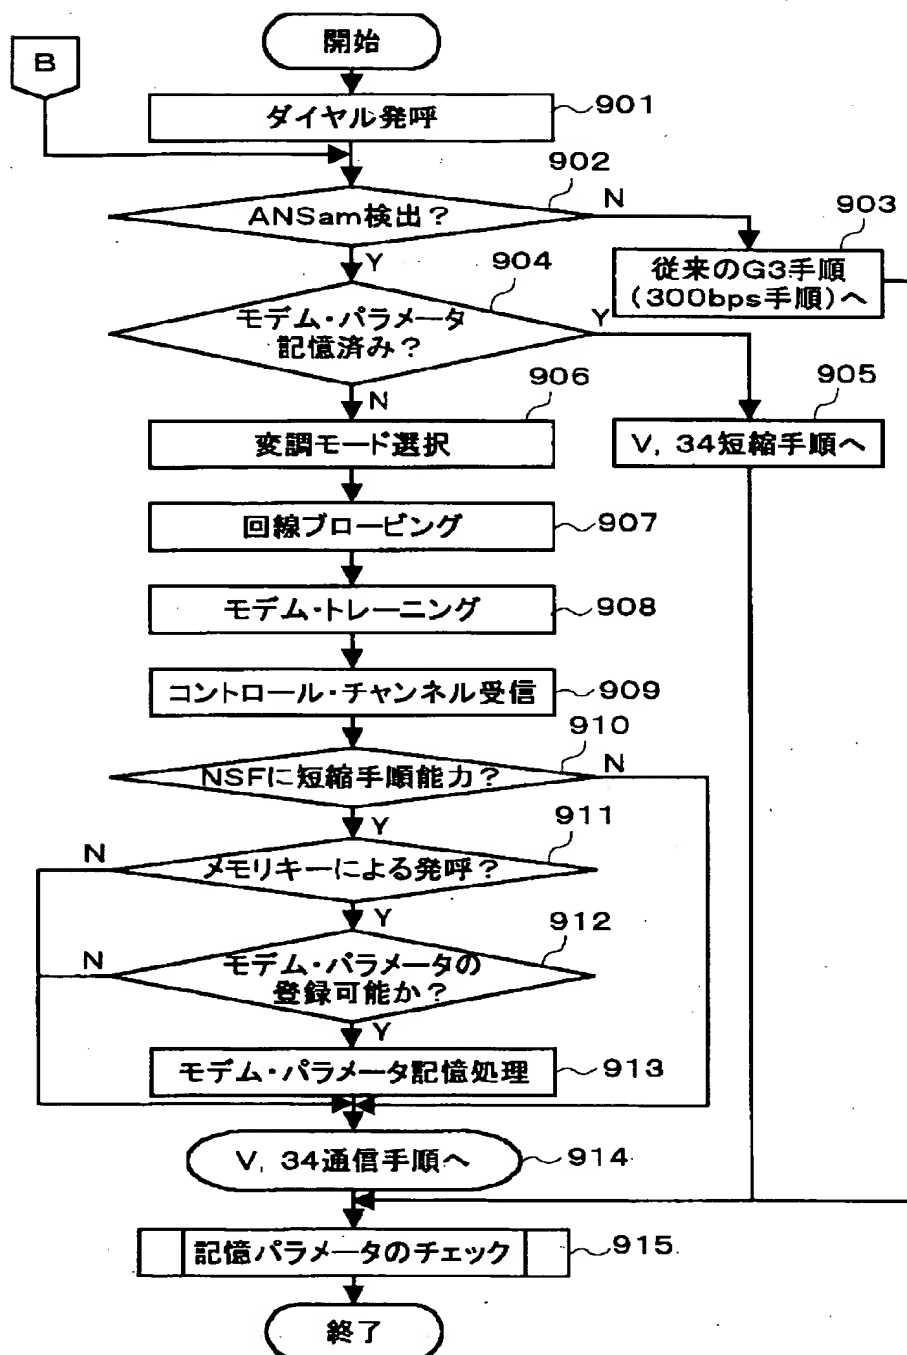 開始
B
ダイヤル発呼
901
902
ANSam検出？
N
903
従来のG3手順
(300bps手順)へ
Y
904
モデム・パラメータ
記憶済み？
Y
N
905
V, 34短縮手順へ
906
変調モード選択
回線ブロービング
907
モデム・トレーニング
908
コントロール・チャンネル受信
909
910
NSFに短縮手順能力？
N
Y
911
N
メモリキーによる発呼？
Y
912
N
モデム・パラメータの
登録可能か？
Y
モデム・パラメータ記憶処理
913
V, 34通信手順へ
914
記憶パラメータのチェック
915
終了